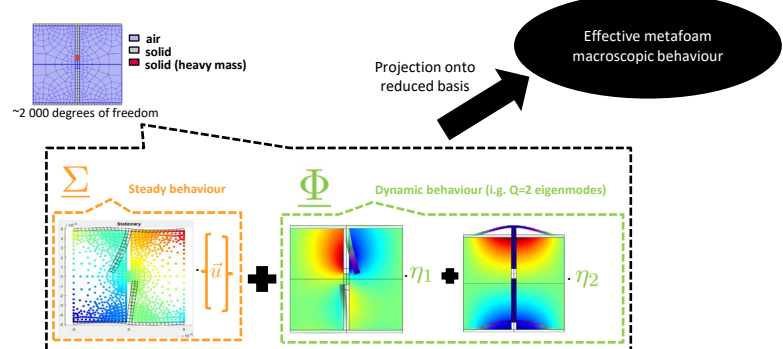 air
solid
solid (heavy mass)
~2 000 degrees of freedom
Projection onto
reduced basis
Effective metafoam
macroscopic behaviour
Σ
Steady behaviour
Φ
Dynamic behaviour (i.g. Q=2 eigenmodes)
Stationary
· { u⃗ }
· η₁
· η₂